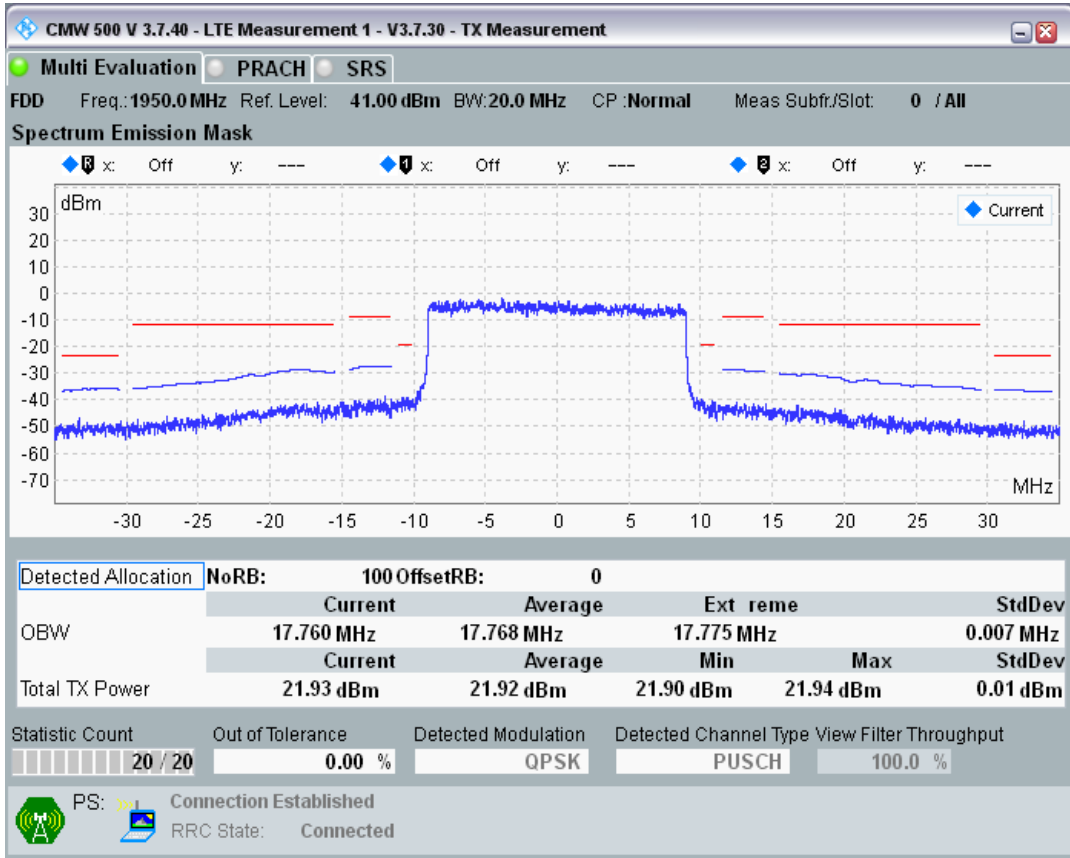 CMW 500 V 3.7.40 - LTE Measurement 1 - V3.7.30 - TX Measurement
Multi Evaluation PRACH SRS
FDD Freq.: 1950.0 MHz Ref. Level: 41.00 dBm BW: 20.0 MHz CP : Normal Meas Subfr./Slot: 0 / All
Spectrum Emission Mask
R x: Off y: --- 1 x: Off y: --- 2 x: Off y: ---
dBm
Current
30
20
10
0
-10
-20
-30
-40
-50
-60
-70
MHz
-30 -25 -20 -15 -10 -5 0 5 10 15 20 25 30
Detected Allocation NoRB: 100 OffsetRB: 0
Current Average Ext reme StdDev
OBW 17.760 MHz 17.768 MHz 17.775 MHz 0.007 MHz
Current Average Min Max StdDev
Total TX Power 21.93 dBm 21.92 dBm 21.90 dBm 21.94 dBm 0.01 dBm
Statistic Count Out of Tolerance Detected Modulation Detected Channel Type View Filter Throughput
20 / 20 0.00 % QPSK PUSCH 100.0 %
PS: Connection Established
RRC State: Connected